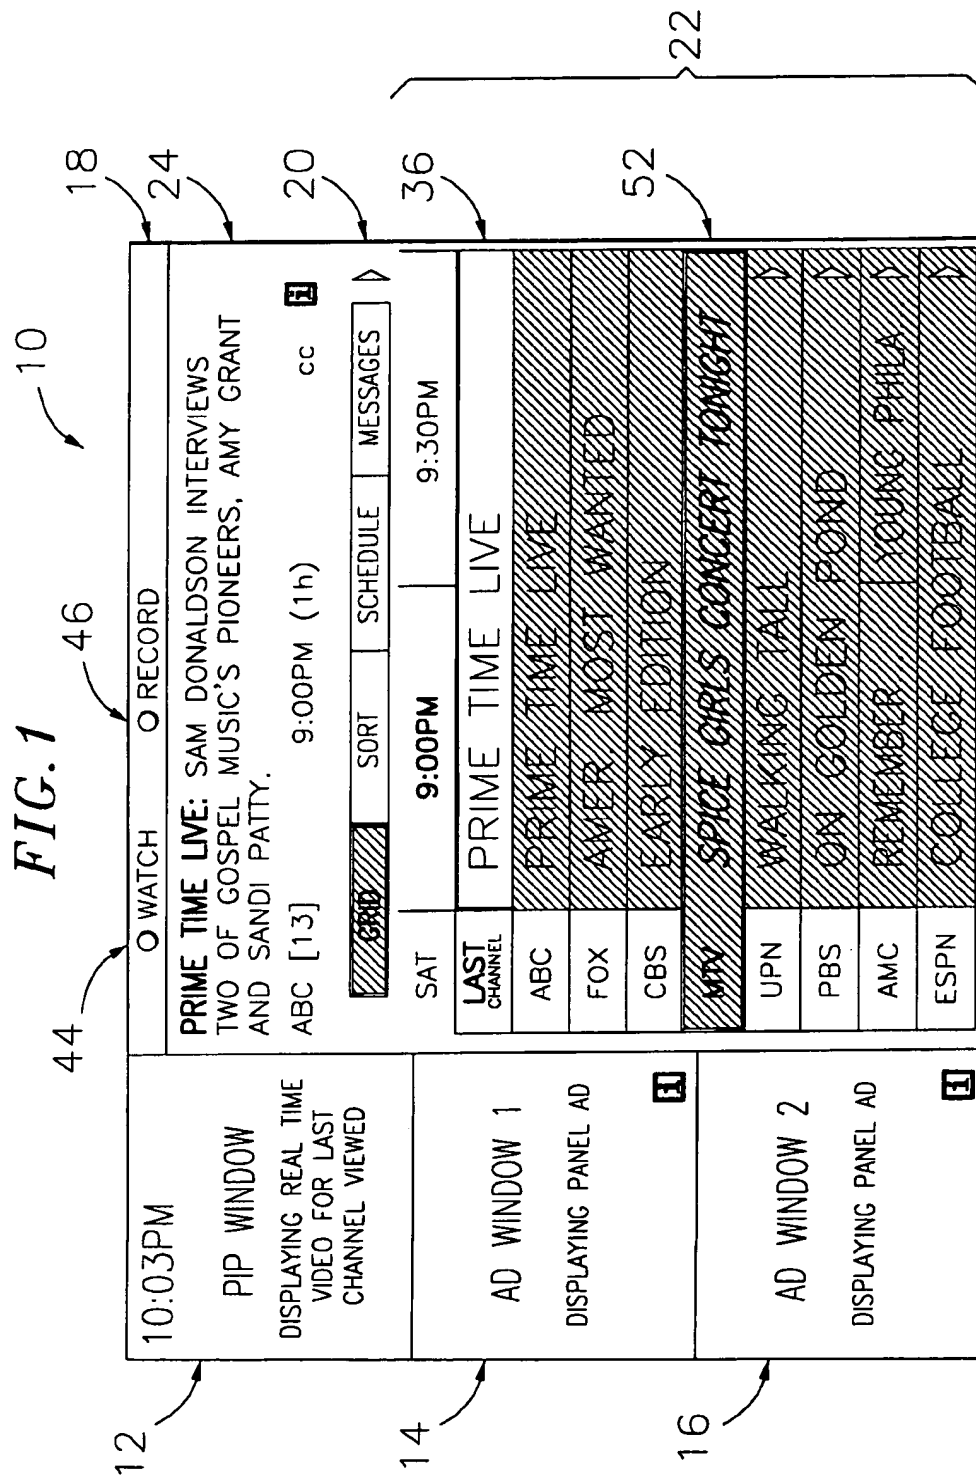 FIG.1
10
44
46
18
24
20
36
52
22
12
14
16
10:03PM
PIP WINDOW
DISPLAYING REAL TIME
VIDEO FOR LAST
CHANNEL VIEWED
AD WINDOW 1
DISPLAYING PANEL AD
i
AD WINDOW 2
DISPLAYING PANEL AD
i
WATCH RECORD
PRIME TIME LIVE: SAM DONALDSON INTERVIEWS
TWO OF GOSPEL MUSIC'S PIONEERS, AMY GRANT
AND SANDI PATTY.
ABC [13] 9:00PM (1h) cc i
GRID SORT SCHEDULE MESSAGES
SAT 9:00PM 9:30PM
LAST CHANNEL PRIME TIME LIVE
ABC PRIME TIME LIVE
FOX AMER. MOST WANTED
CBS EARLY EDITION
MTV SPICE GIRLS CONCERT TONIGHT
UPN WALKING TALL
PBS ON GOLDEN POND
AMC REMEMBER... YOUNG PHILA.
ESPN COLLEGE FOOTBALL